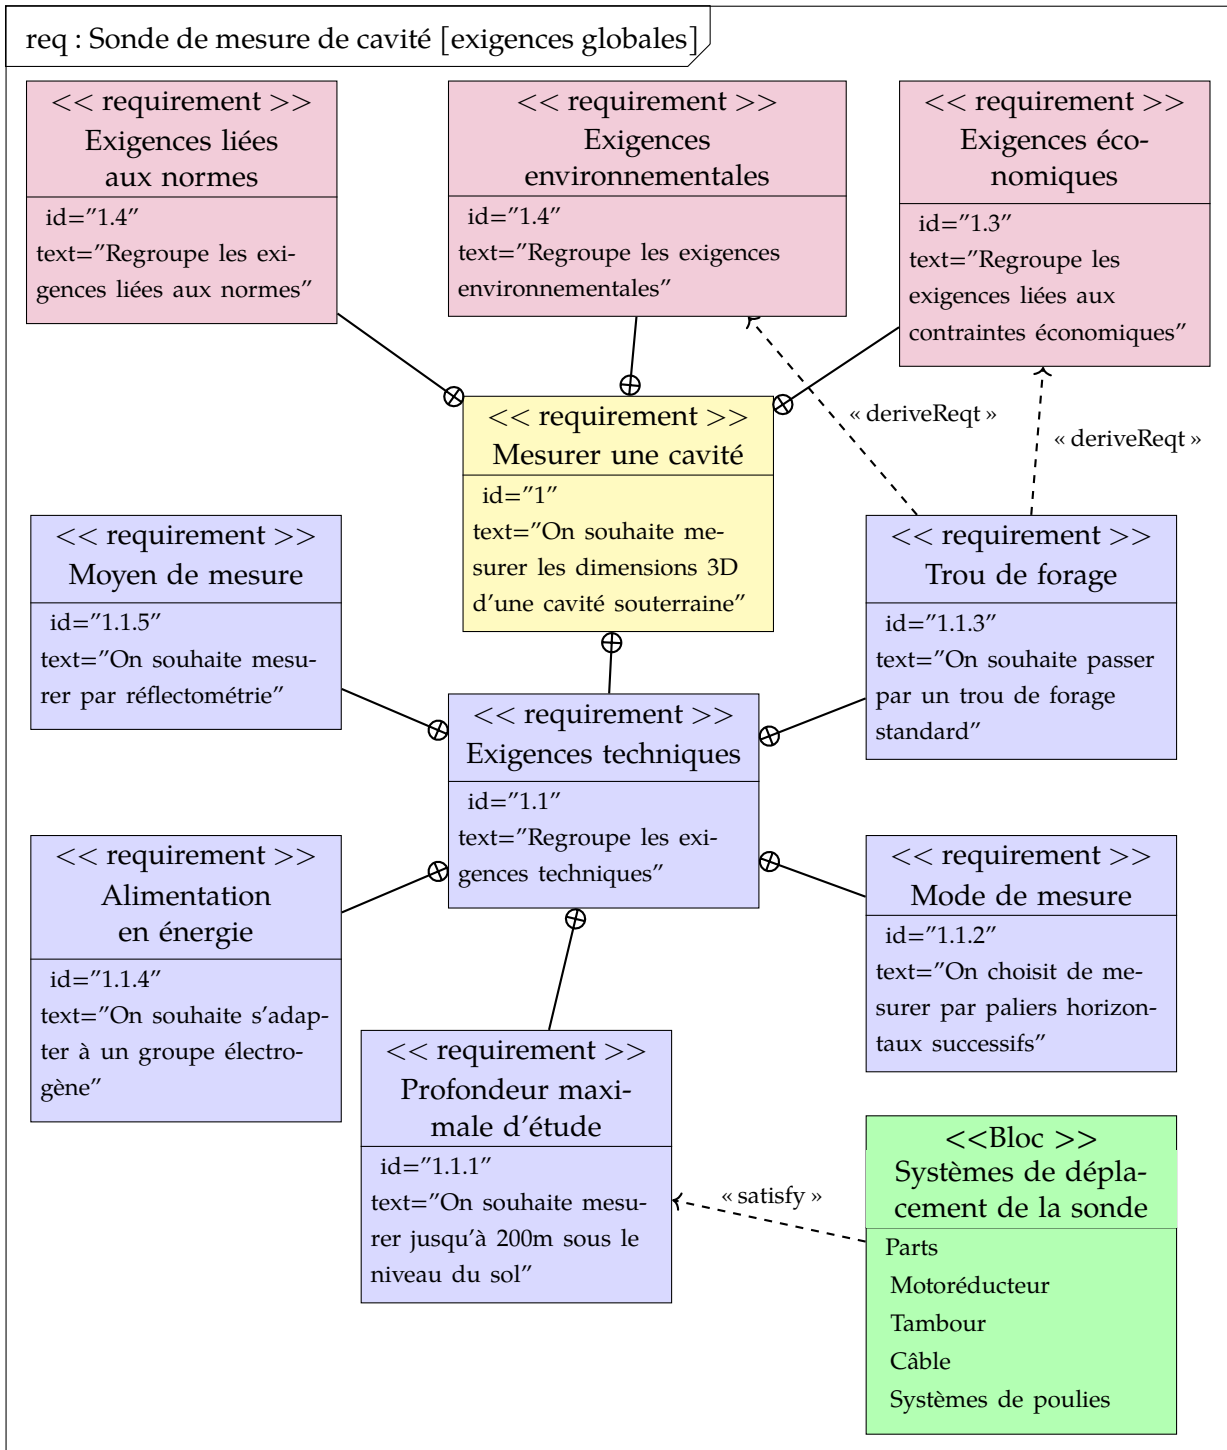 req : Sonde de mesure de cavité [exigences globales]
<< requirement >>
Exigences liées
aux normes
id=”1.4”
text=”Regroupe les exi-
gences liées aux normes”
<< requirement >>
Exigences
environnementales
id=”1.4”
text=”Regroupe les exigences
environnementales”
<< requirement >>
Exigences éco-
nomiques
id=”1.3”
text=”Regroupe les
exigences liées aux
contraintes économiques”
« deriveReqt »
« deriveReqt »
<< requirement >>
Mesurer une cavité
id=”1”
text=”On souhaite me-
surer les dimensions 3D
d’une cavité souterraine”
<< requirement >>
Moyen de mesure
id=”1.1.5”
text=”On souhaite mesu-
rer par réflectométrie”
<< requirement >>
Trou de forage
id=”1.1.3”
text=”On souhaite passer
par un trou de forage
standard”
<< requirement >>
Exigences techniques
id=”1.1”
text=”Regroupe les exi-
gences techniques”
<< requirement >>
Alimentation
en énergie
id=”1.1.4”
text=”On souhaite s’adap-
ter à un groupe électro-
gène”
<< requirement >>
Mode de mesure
id=”1.1.2”
text=”On choisit de me-
surer par paliers horizon-
taux successifs”
<< requirement >>
Profondeur maxi-
male d’étude
id=”1.1.1”
text=”On souhaite mesu-
rer jusqu’à 200m sous le
niveau du sol”
« satisfy »
<<Bloc >>
Systèmes de dépla-
cement de la sonde
Parts
Motoréducteur
Tambour
Câble
Systèmes de poulies